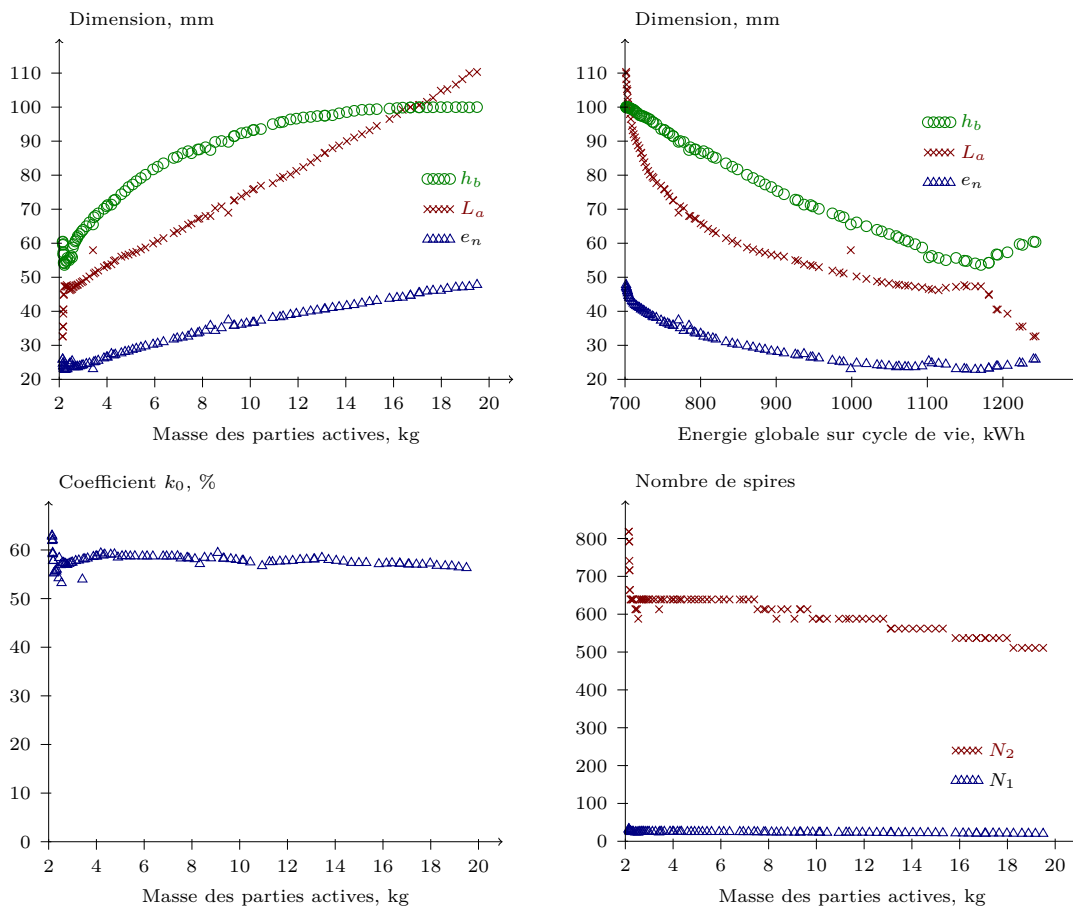 Dimension, mm
110
100
90
80
70
60
50
40
30
20
2 4 6 8 10 12 14 16 18 20
Masse des parties actives, kg
h_b
L_a
e_n
Dimension, mm
110
100
90
80
70
60
50
40
30
20
700 800 900 1000 1100 1200
Energie globale sur cycle de vie, kWh
h_b
L_a
e_n
Coefficient k_0, %
60
50
40
30
20
10
0
2 4 6 8 10 12 14 16 18 20
Masse des parties actives, kg
Nombre de spires
800
700
600
500
400
300
200
100
0
2 4 6 8 10 12 14 16 18 20
Masse des parties actives, kg
N_2
N_1